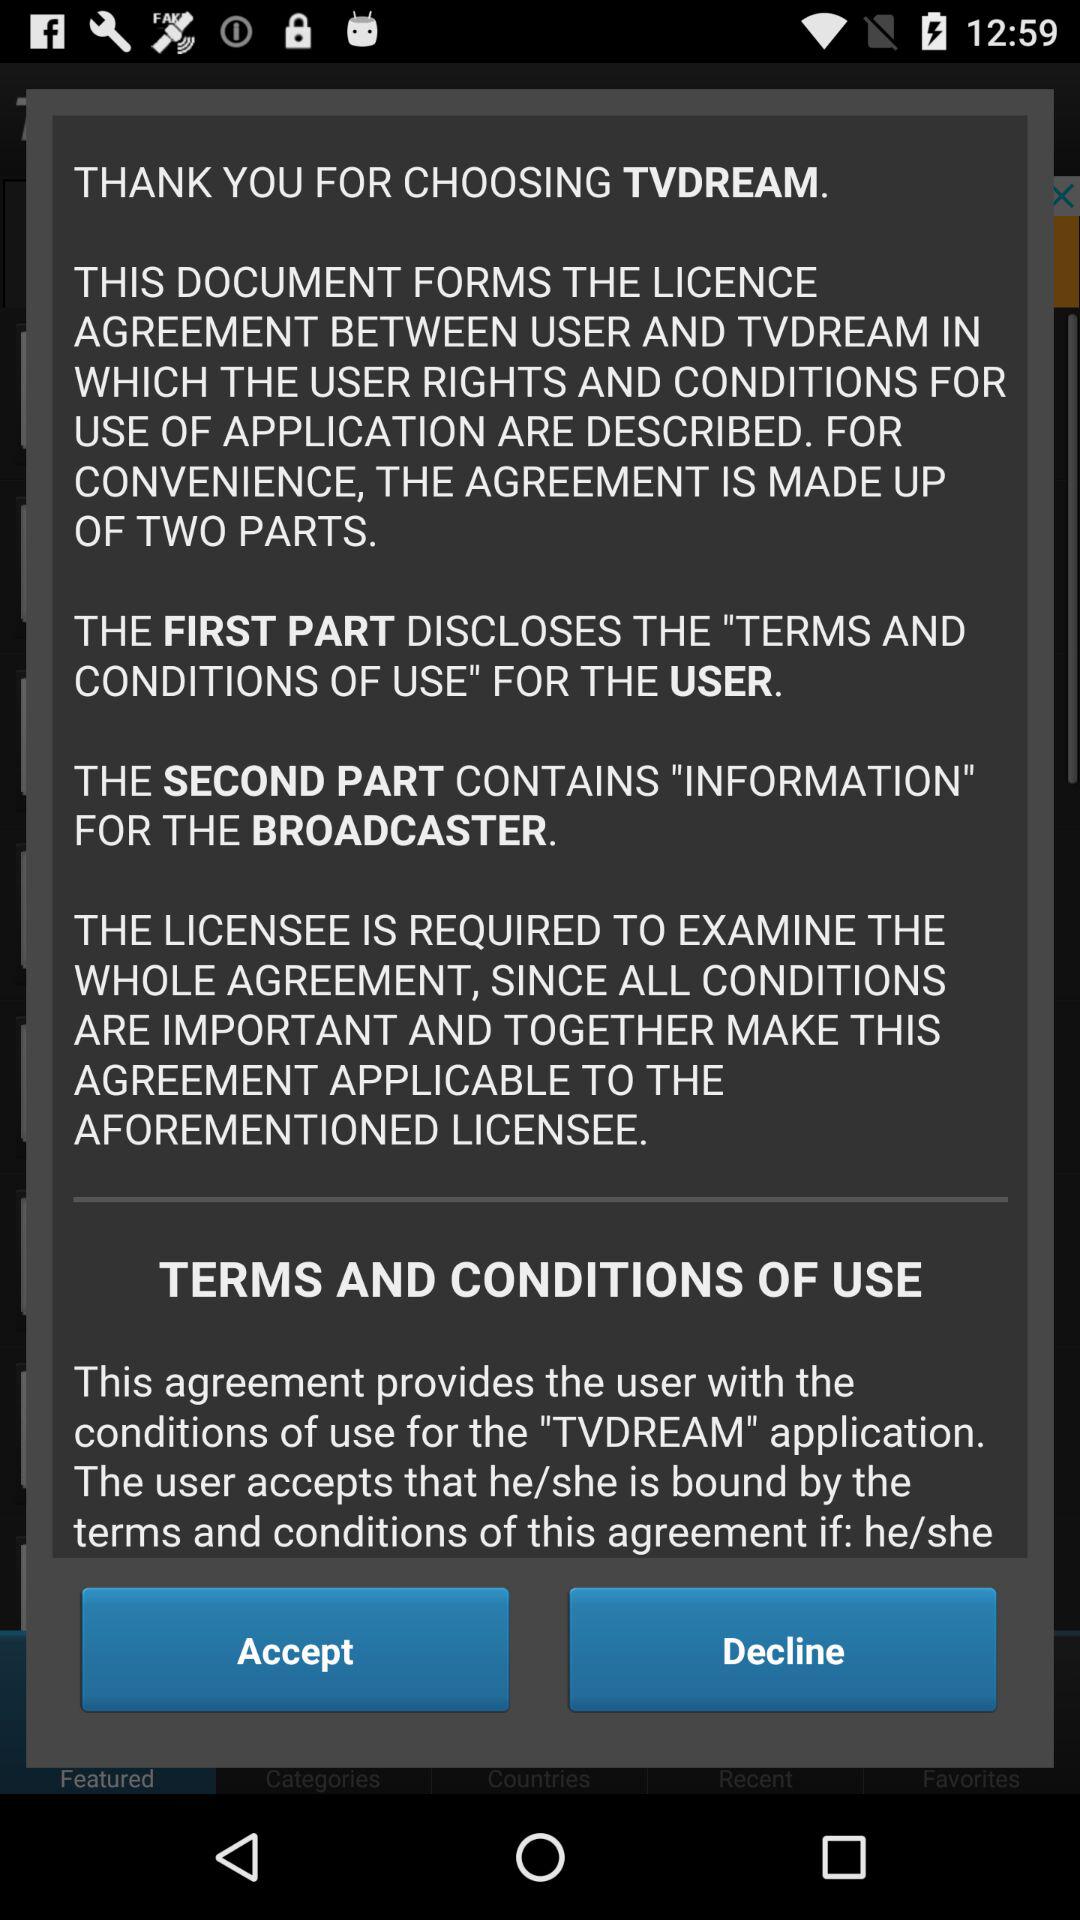 FAKE
12:59
THANK YOU FOR CHOOSING TVDREAM.
THIS DOCUMENT FORMS THE LICENCE
AGREEMENT BETWEEN USER AND TVDREAM IN
WHICH THE USER RIGHTS AND CONDITIONS FOR
USE OF APPLICATION ARE DESCRIBED. FOR
CONVENIENCE, THE AGREEMENT IS MADE UP
OF TWO PARTS.
THE FIRST PART DISCLOSES THE "TERMS AND
CONDITIONS OF USE" FOR THE USER.
THE SECOND PART CONTAINS "INFORMATION"
FOR THE BROADCASTER.
THE LICENSEE IS REQUIRED TO EXAMINE THE
WHOLE AGREEMENT, SINCE ALL CONDITIONS
ARE IMPORTANT AND TOGETHER MAKE THIS
AGREEMENT APPLICABLE TO THE
AFOREMENTIONED LICENSEE.
TERMS AND CONDITIONS OF USE
This agreement provides the user with the
conditions of use for the "TVDREAM" application.
The user accepts that he/she is bound by the
terms and conditions of this agreement if: he/she
Accept Decline
Featured Categories Countries Recent Favorites